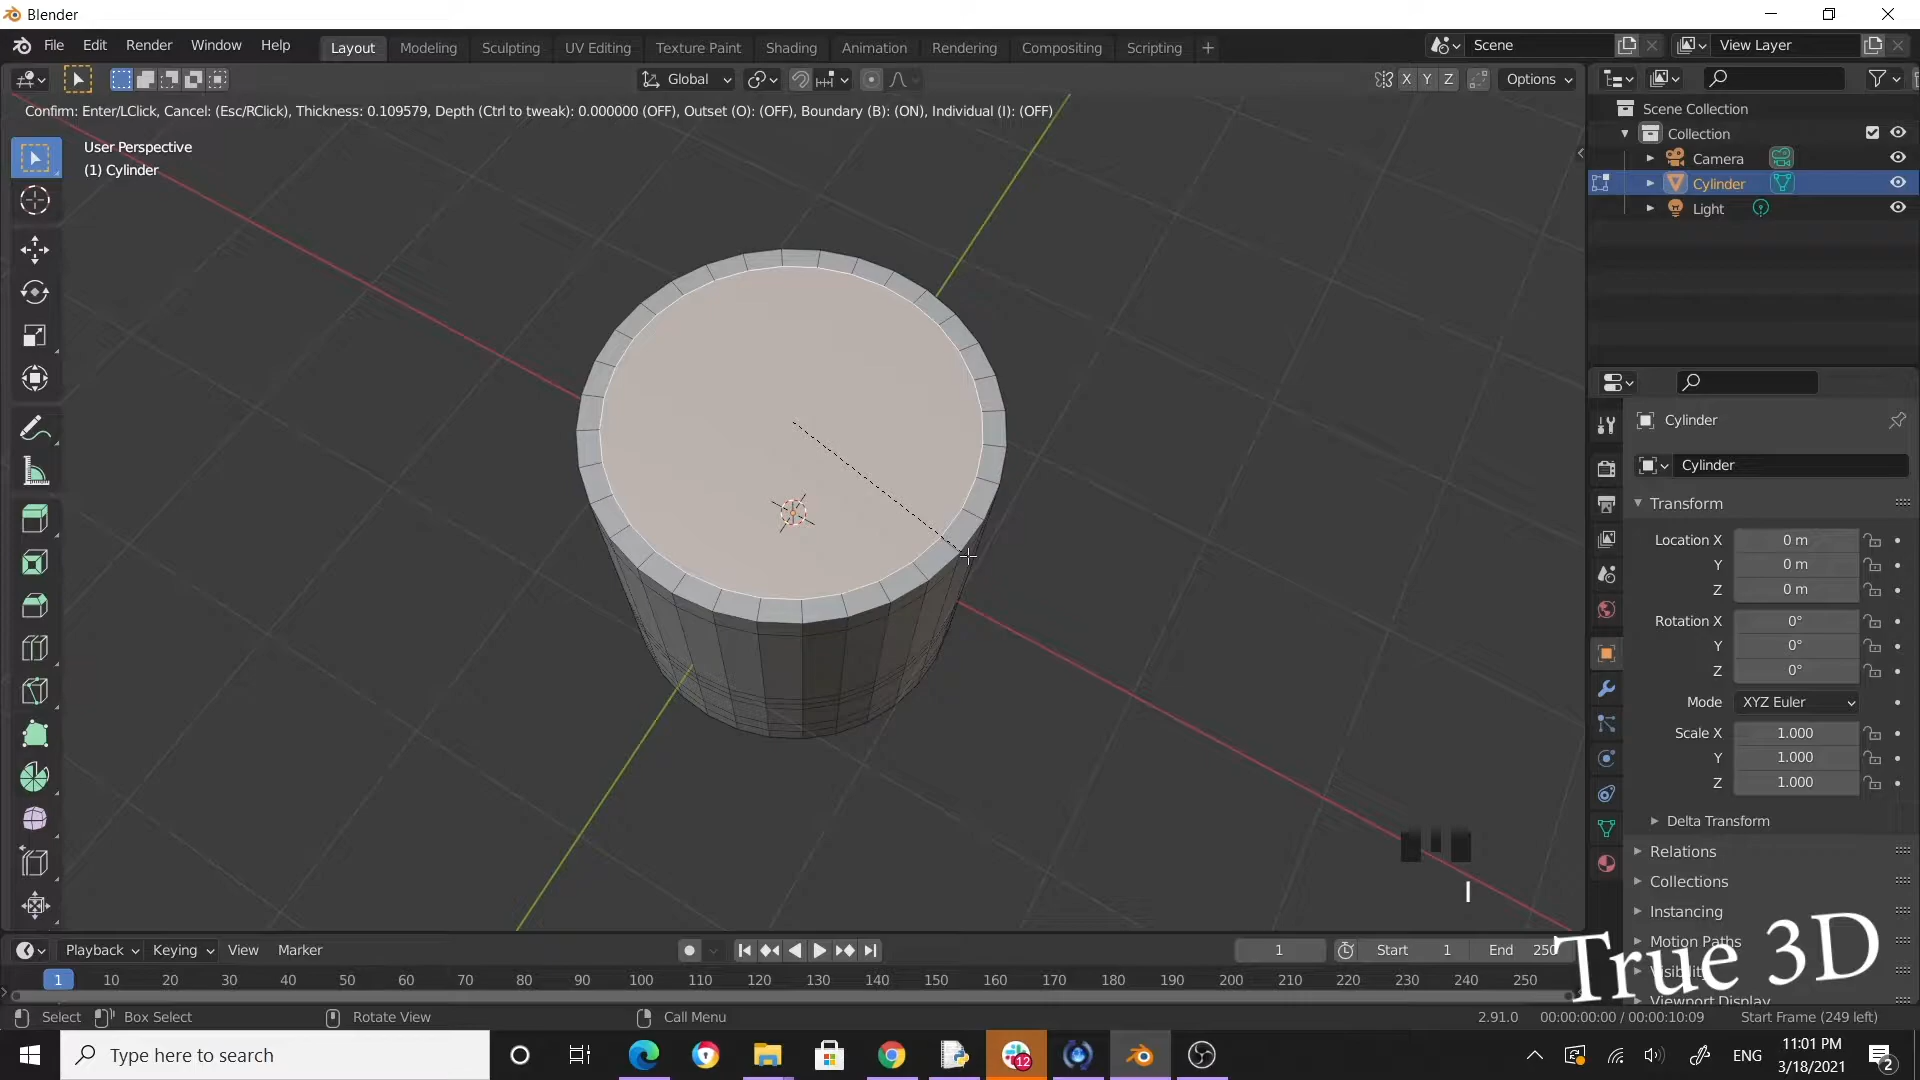 Blender
File Edit Render Window Help Layout Modeling Sculpting UV Editing Texture Paint Shading Animation Rendering Compositing Scripting + Scene View Layer
Global X Y Z Options
Confirm: Enter/LClick, Cancel: (Esc/RClick), Thickness: 0.109579, Depth (Ctrl to tweak): 0.000000 (OFF), Outset (O): (OFF), Boundary (B): (ON), Individual (I): (OFF)
User Perspective
(1) Cylinder
Scene Collection
Collection
Camera
Cylinder
Light
Cylinder
Cylinder
Transform
Location X 0 m
Y 0 m
Z 0 m
Rotation X 0°
Y 0°
Z 0°
Mode XYZ Euler
Scale X 1.000
Y 1.000
Z 1.000
Delta Transform
Relations
Collections
Instancing
Motion Paths
Visibility
Viewport Display
I
True 3D
Playback Keying View Marker 1 Start 1 End 250
1 10 20 30 40 50 60 70 80 90 100 110 120 130 140 150 160 170 180 190 200 210 220 230 240 250
Select Box Select Rotate View Call Menu 2.91.0 00:00:00:00 / 00:00:10:09 Start Frame (249 left)
Type here to search 12 ENG 11:01 PM
3/18/2021 2